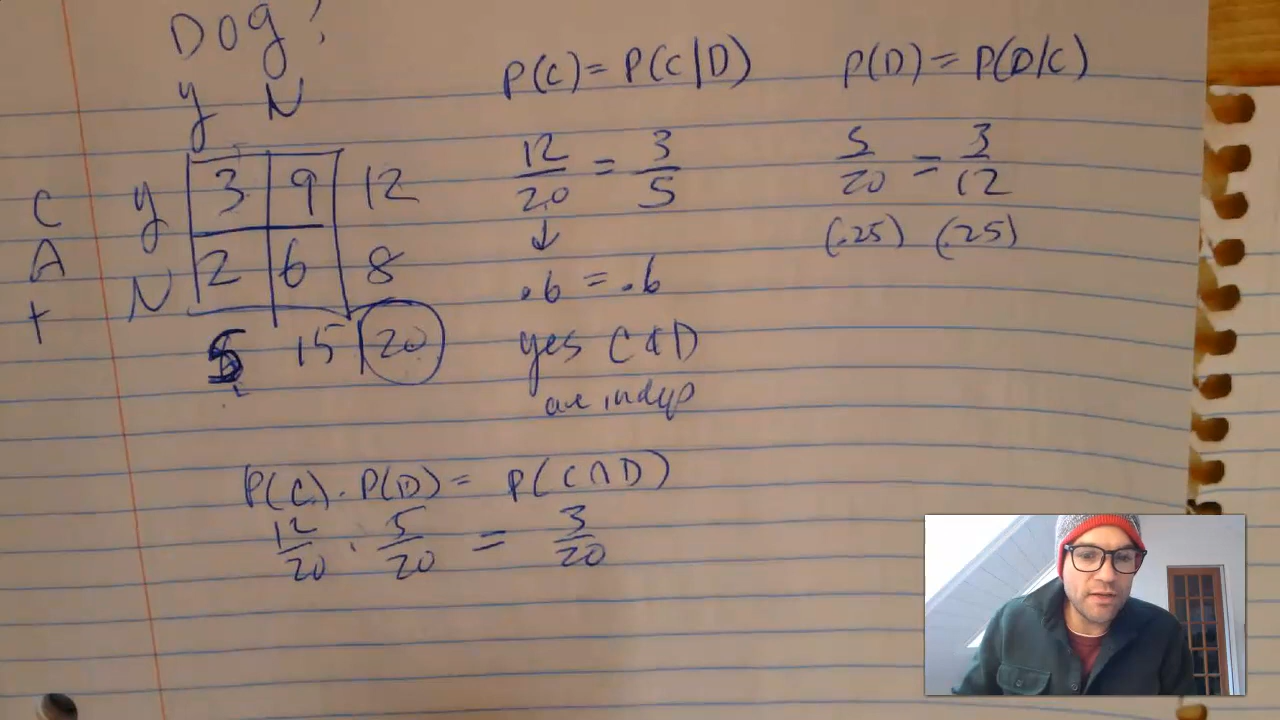 DOG?
y N
C y 3 9 12
A N 2 6 8
t 5 15 20
P(C) = P(C|D)
12/20 = 3/5
↓
.6 = .6
yes C & D
are indep
P(D) = P(D|C)
5/20 = 3/12
(.25) (.25)
P(C) · P(D) = P(C∩D)
12/20 · 5/20 = 3/20